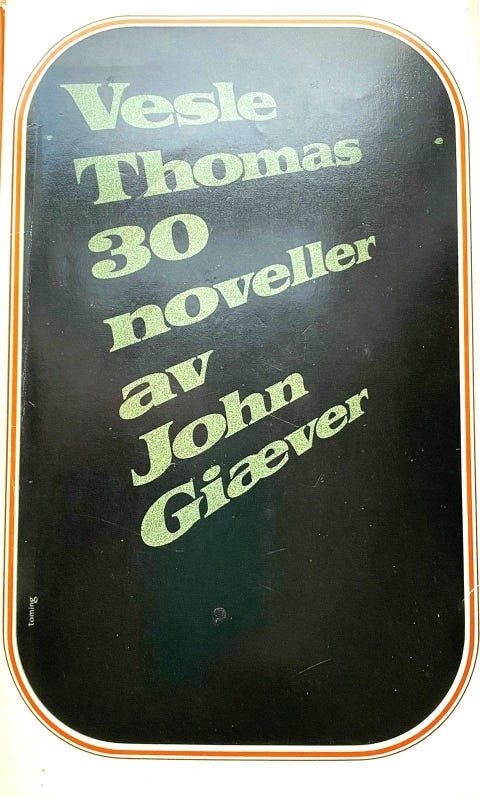 Vesle
Thomas
30
noveller
av
John
Giæver
toming